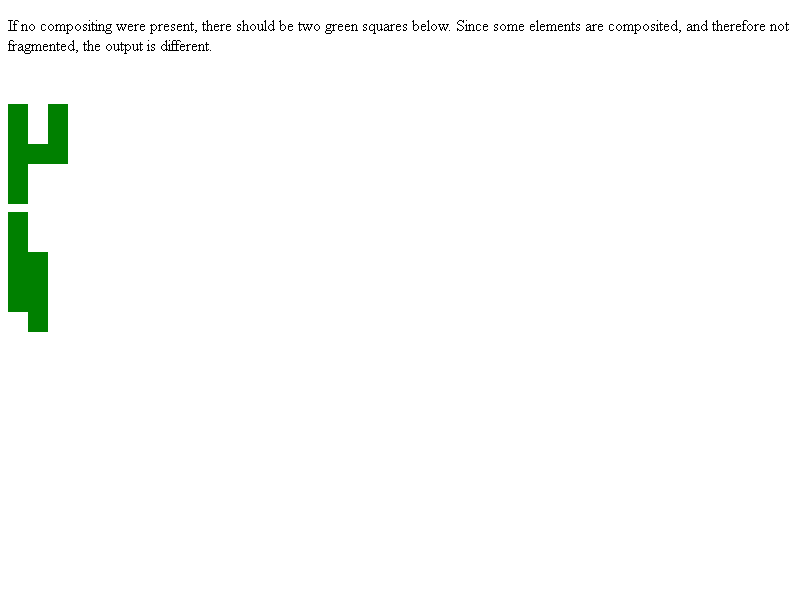 If no compositing were present, there should be two green squares below. Since some elements are composited, and therefore not
fragmented, the output is different.